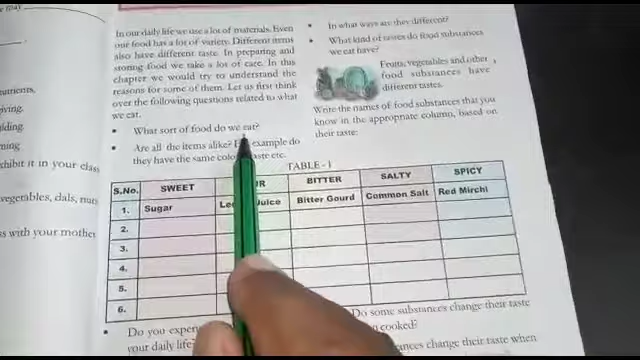 In our daily life we use a lot of materials. Even
our food has a lot of variety. Different items
also have different taste. In preparing and
storing food we take a lot of care. In this
chapter we would try to understand the
reasons for some of them. Let us first think
over the following questions related to what
we eat.
• What sort of food do we eat?
• Are all the items alike? example do
they have the same taste etc.
• In what ways are they different?
• What kind of tastes do food substances
we eat have?
Fruits, vegetables and other
food substances have
different tastes.
Write the names of food substances that you
know in the appropriate column, based on
their taste:
TABLE - 1
S.No. SWEET BITTER SALTY SPICY
1. Sugar Juice Bitter Gourd Common Salt Red Mirchi
2.
3.
4.
5.
6.
• Do you
your daily
Do some substances change their taste
cooked?
change their taste when
giving.
exhibit it in your class
vegetables, dals, nuts
with your mother